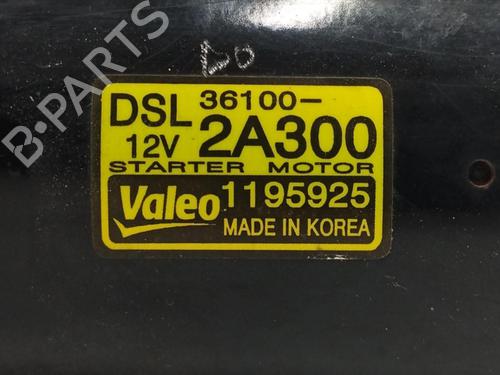 DSL 36100-
12V 2A300
STARTER MOTOR
Valeo 1195925
MADE IN KOREA
B-PARTS